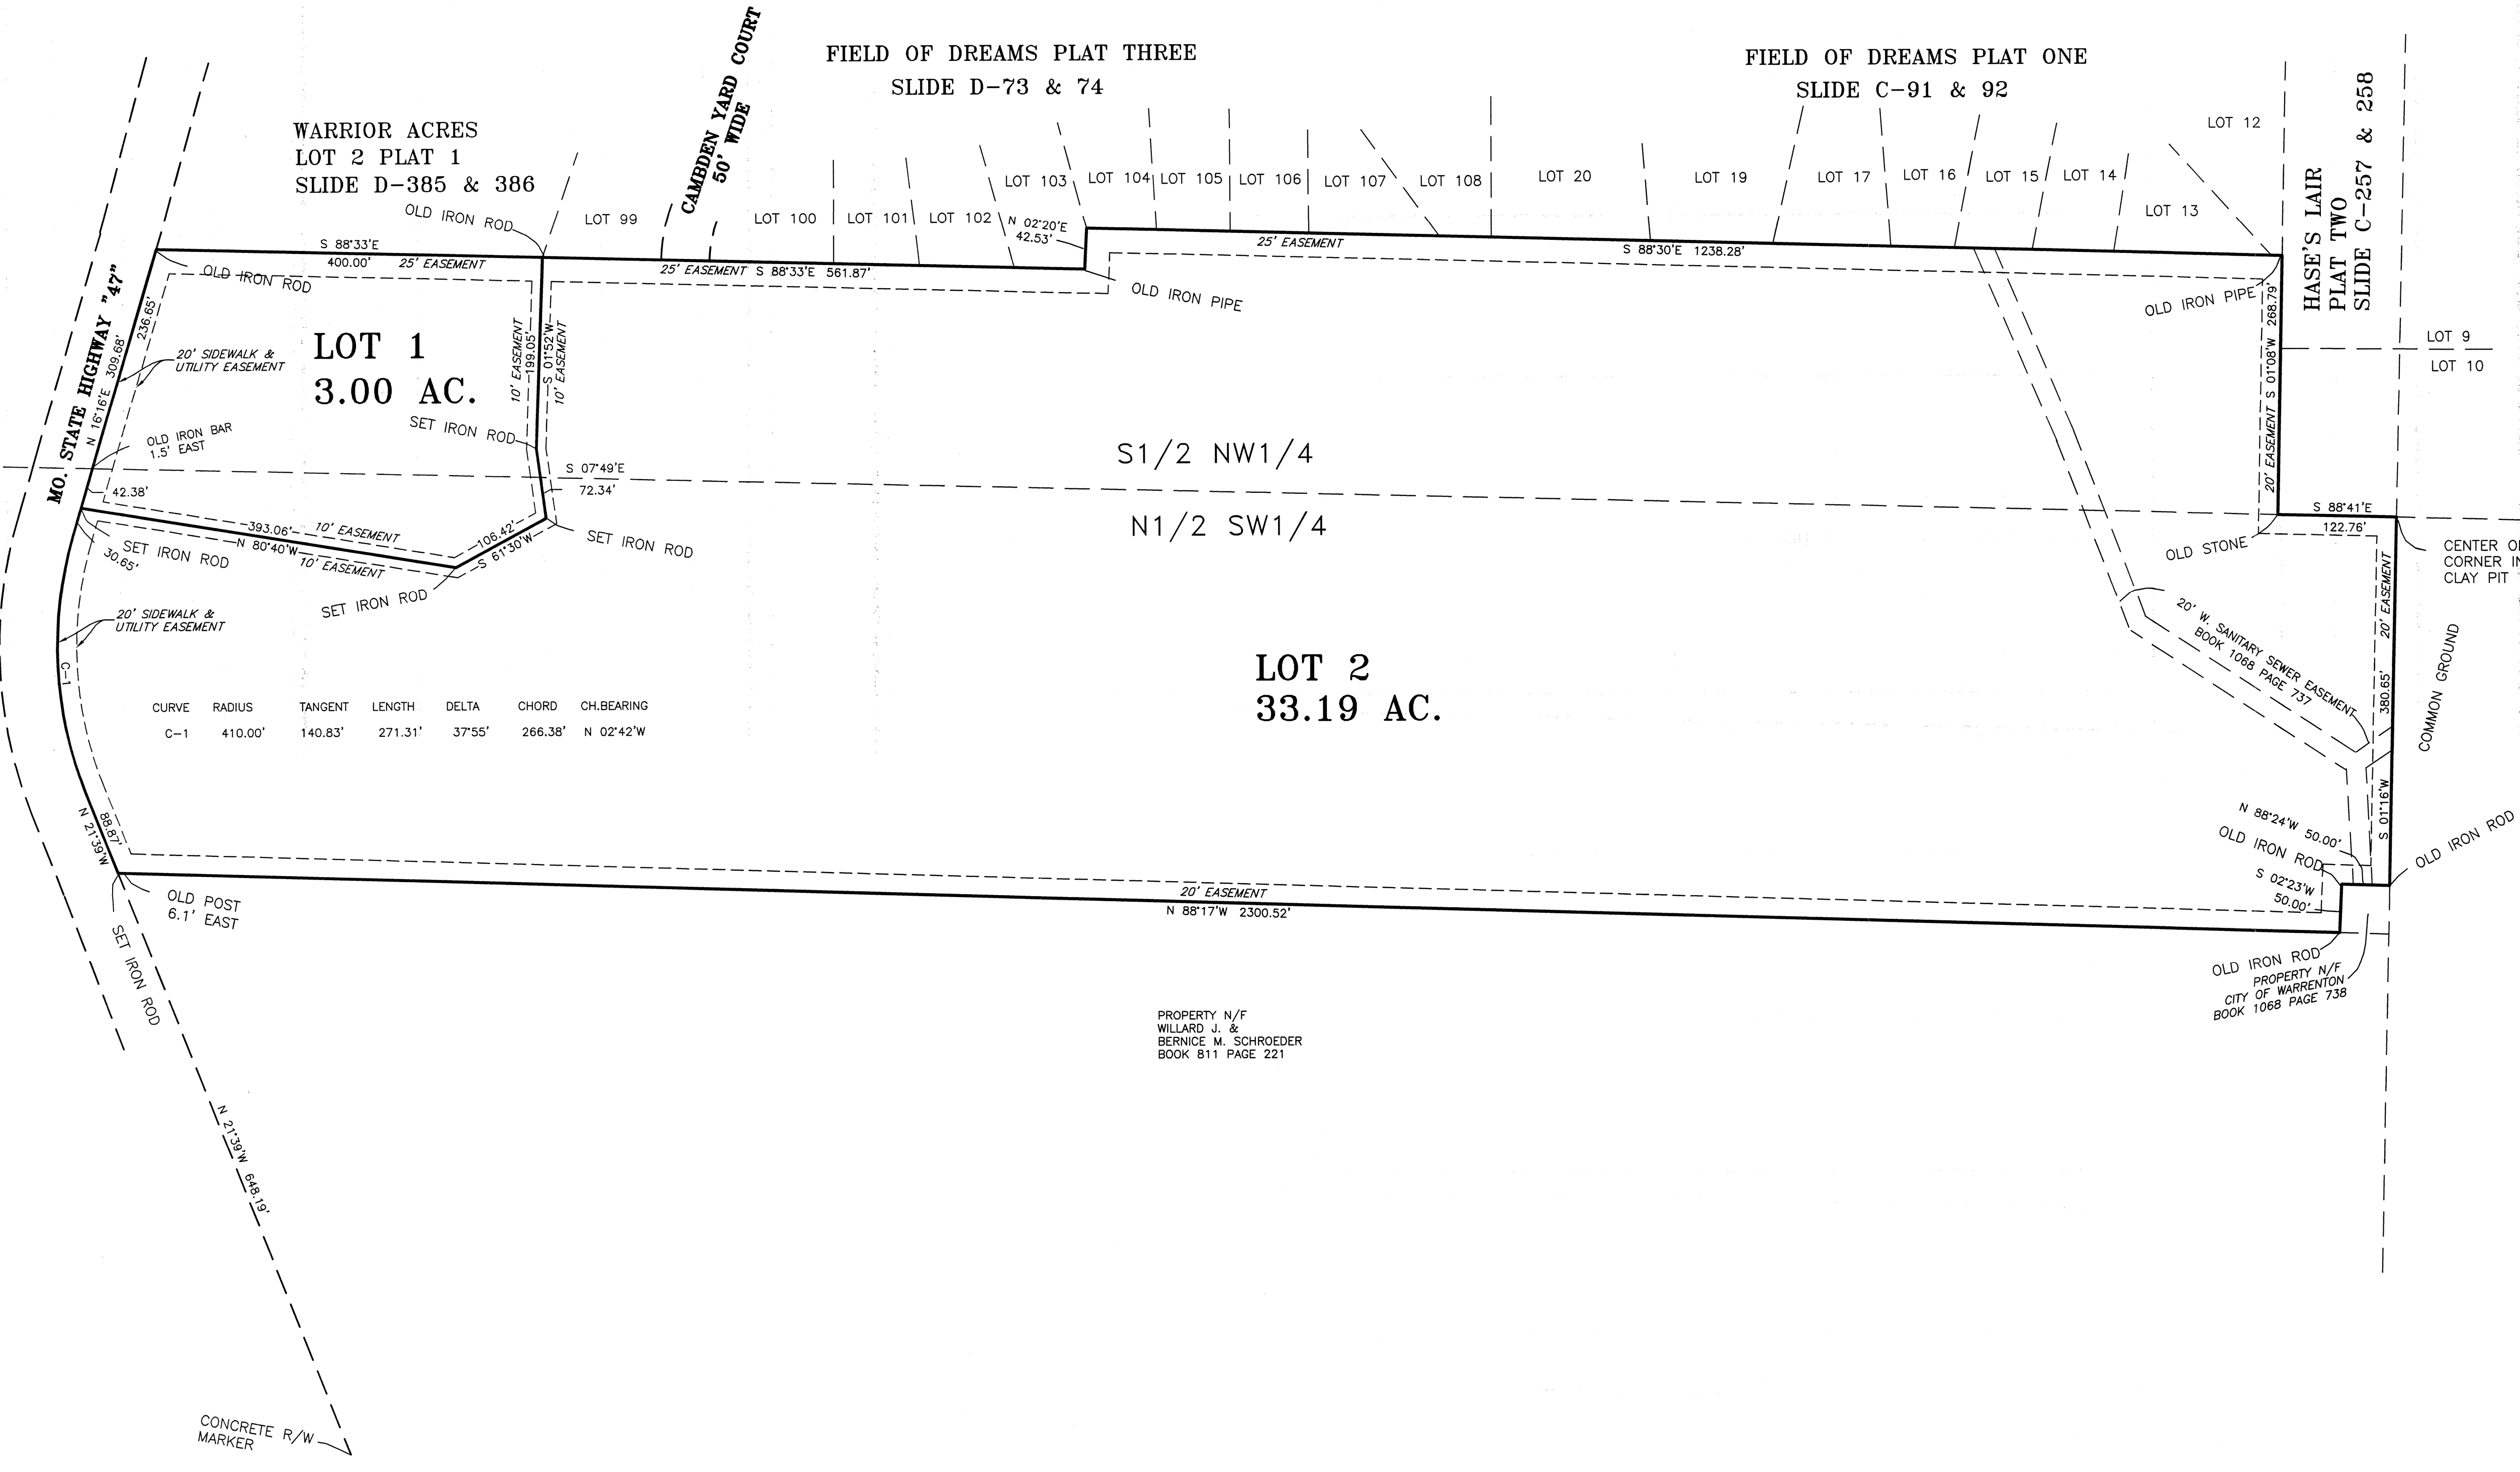 FIELD OF DREAMS PLAT THREE
SLIDE D-73 & 74
FIELD OF DREAMS PLAT ONE
SLIDE C-91 & 92
CAMBDEN YARD COURT
50' WIDE
WARRIOR ACRES
LOT 2 PLAT 1
SLIDE D-385 & 386
HASE'S LAIR
PLAT TWO
SLIDE C-257 & 258
OLD IRON ROD
LOT 99
LOT 100
LOT 101
LOT 102
LOT 103
LOT 104
LOT 105
LOT 106
LOT 107
LOT 108
LOT 20
LOT 19
LOT 17
LOT 16
LOT 15
LOT 14
LOT 13
LOT 12
N 02°20'E
42.53'
S 88°33'E
400.00'
25' EASEMENT
25' EASEMENT S 88°33'E 561.87'
25' EASEMENT
S 88°30'E 1238.28'
OLD IRON ROD
OLD IRON PIPE
OLD IRON PIPE
MO. STATE HIGHWAY "47"
N 16°16'E 309.68'
236.65'
20' SIDEWALK &
UTILITY EASEMENT
LOT 1
3.00 AC.
10' EASEMENT
199.05'
S 01°52'W
10' EASEMENT
20' EASEMENT S 01°08'W 268.79'
LOT 9
LOT 10
SET IRON ROD
OLD IRON BAR
1.5' EAST
S1/2 NW1/4
N1/2 SW1/4
S 07°49'E
72.34'
42.38'
393.06'
10' EASEMENT
N 80°40'W
10' EASEMENT
106.42'
S 61°30'W
SET IRON ROD
SET IRON ROD
30.65'
SET IRON ROD
S 88°41'E
122.76'
OLD STONE
CENTER O
CORNER I
CLAY PIT
20' SIDEWALK &
UTILITY EASEMENT
C-1
20' W. SANITARY SEWER EASEMENT
BOOK 1068 PAGE 737
20' EASEMENT
380.65'
S 01°16'W
COMMON GROUND
LOT 2
33.19 AC.
CURVE RADIUS TANGENT LENGTH DELTA CHORD CH.BEARING
C-1 410.00' 140.83' 271.31' 37°55' 266.38' N 02°42'W
88.87'
N 21°39'W
N 88°24'W 50.00'
OLD IRON ROD
OLD IRON ROD
S 02°23'W
50.00'
OLD POST
6.1' EAST
SET IRON ROD
20' EASEMENT
N 88°17'W 2300.52'
OLD IRON ROD
PROPERTY N/F
CITY OF WARRENTON
BOOK 1068 PAGE 738
PROPERTY N/F
WILLARD J. &
BERNICE M. SCHROEDER
BOOK 811 PAGE 221
N 21°39'W 648.19'
CONCRETE R/W
MARKER